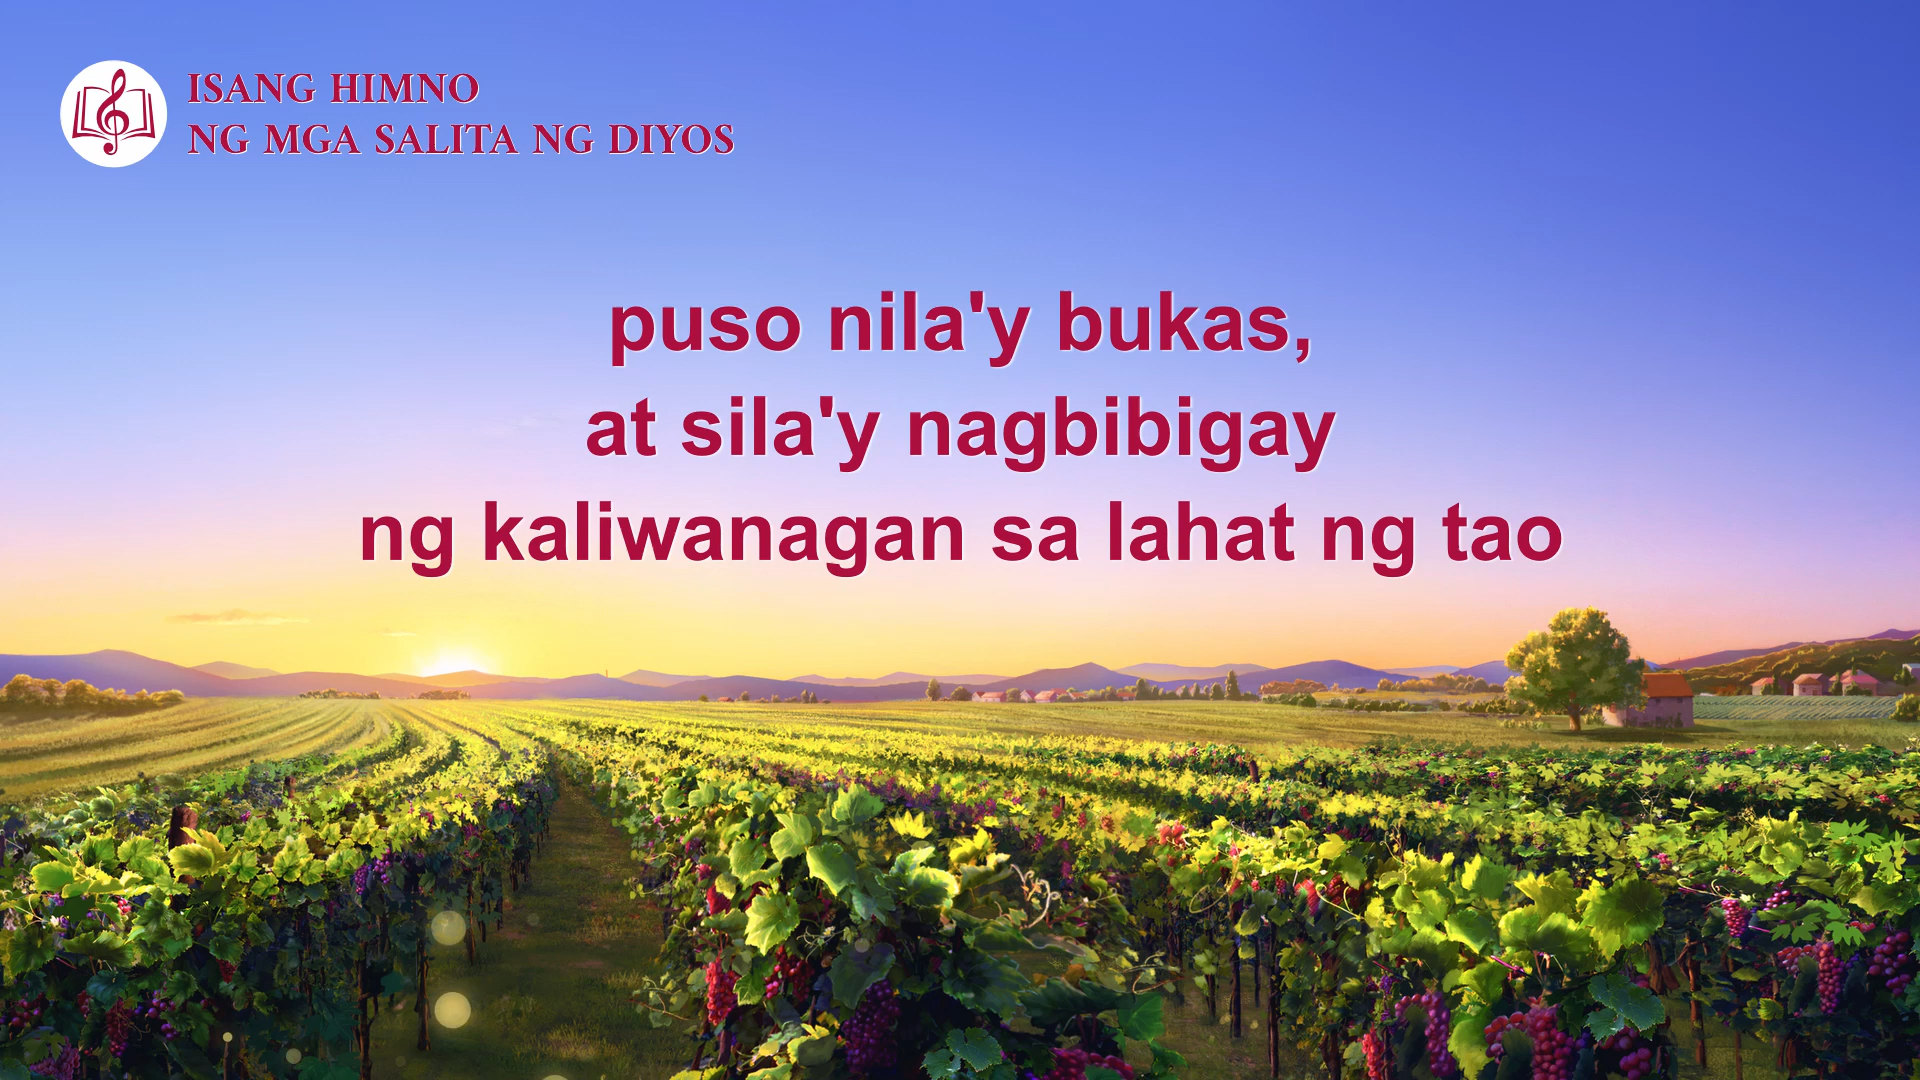 ISANG HIMNO
NG MGA SALITA NG DIYOS
puso nila'y bukas,
at sila'y nagbibigay
ng kaliwanagan sa lahat ng tao